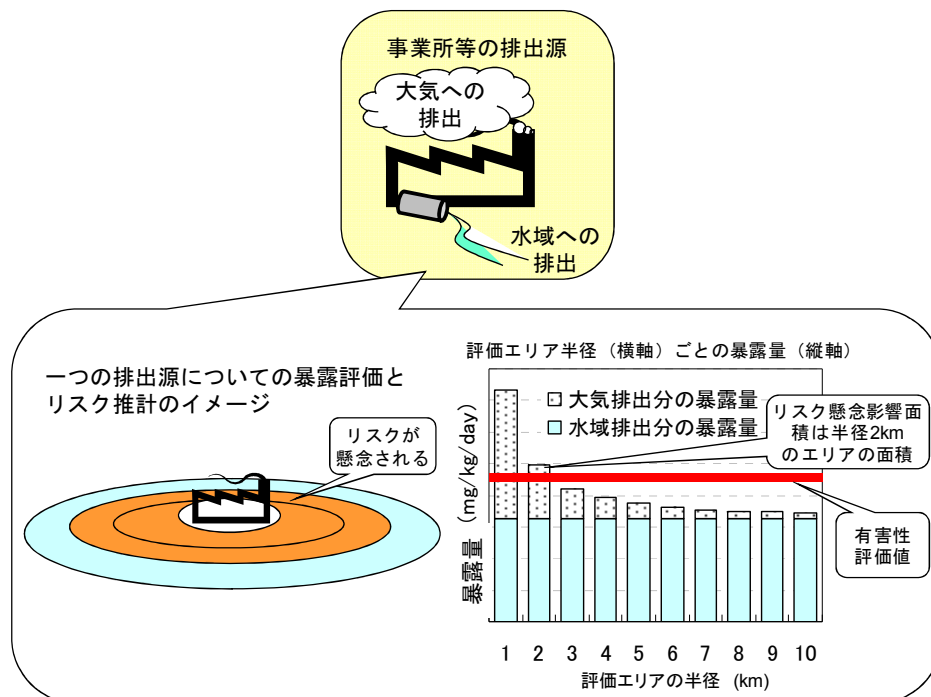 事業所等の排出源
大気への
排出
水域への
排出
一つの排出源についての暴露評価と
リスク推計のイメージ
リスクが
懸念される
評価エリア半径（横軸）ごとの暴露量（縦軸）
大気排出分の暴露量
水域排出分の暴露量
リスク懸念影響面
積は半径2km
のエリアの面積
有害性
評価値
暴露量 （mg/kg/day）
1 2 3 4 5 6 7 8 9 10
評価エリアの半径 (km)